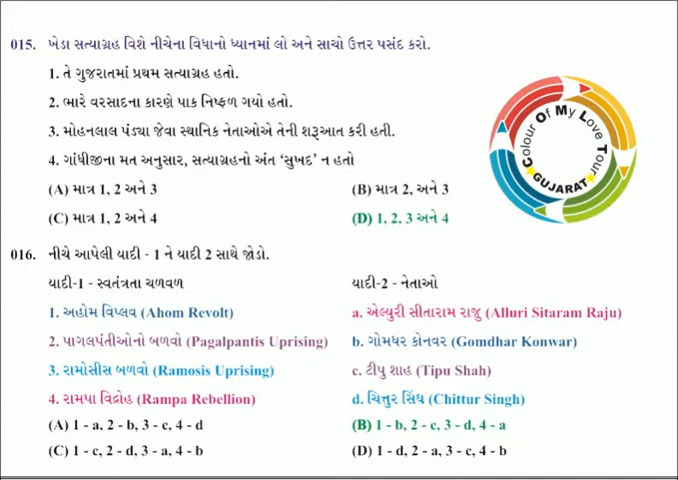 015. ખેડા સત્યાગ્રહ વિશે નીચેના વિધાનો ધ્યાનમાં લો અને સાચો ઉત્તર પસંદ કરો.
1. તે ગુજરાતમાં પ્રથમ સત્યાગ્રહ હતો.
2. ભારે વરસાદના કારણે પાક નિષ્ફળ ગયો હતો.
3. મોહનલાલ પંડ્યા જેવા સ્થાનિક નેતાઓએ તેની શરૂઆત કરી હતી.
4. ગાંધીજીના મત અનુસાર, સત્યાગ્રહનો અંત ‘સુખદ’ ન હતો
(A) માત્ર 1, 2 અને 3 (B) માત્ર 2, અને 3
(C) માત્ર 1, 2 અને 4 (D) 1, 2, 3 અને 4
Colour Of My Love Tour
GUJARAT
016. નીચે આપેલી યાદી - 1 ને યાદી 2 સાથે જોડો.
યાદી-1 - સ્વતંત્રતા ચળવળ યાદી-2 - નેતાઓ
1. અહોમ વિપ્લવ (Ahom Revolt) a. એલ્યુરી સીતારામ રાજુ (Alluri Sitaram Raju)
2. પાગલપંતીઓનો બળવો (Pagalpantis Uprising) b. ગોમધર કોનવર (Gomdhar Konwar)
3. રામોસીસ બળવો (Ramosis Uprising) c. ટીપુ શાહ (Tipu Shah)
4. રામપા વિદ્રોહ (Rampa Rebellion) d. ચિત્તુર સિંઘ (Chittur Singh)
(A) 1 - a, 2 - b, 3 - c, 4 - d (B) 1 - b, 2 - c, 3 - d, 4 - a
(C) 1 - c, 2 - d, 3 - a, 4 - b (D) 1 - d, 2 - a, 3 - c, 4 - b